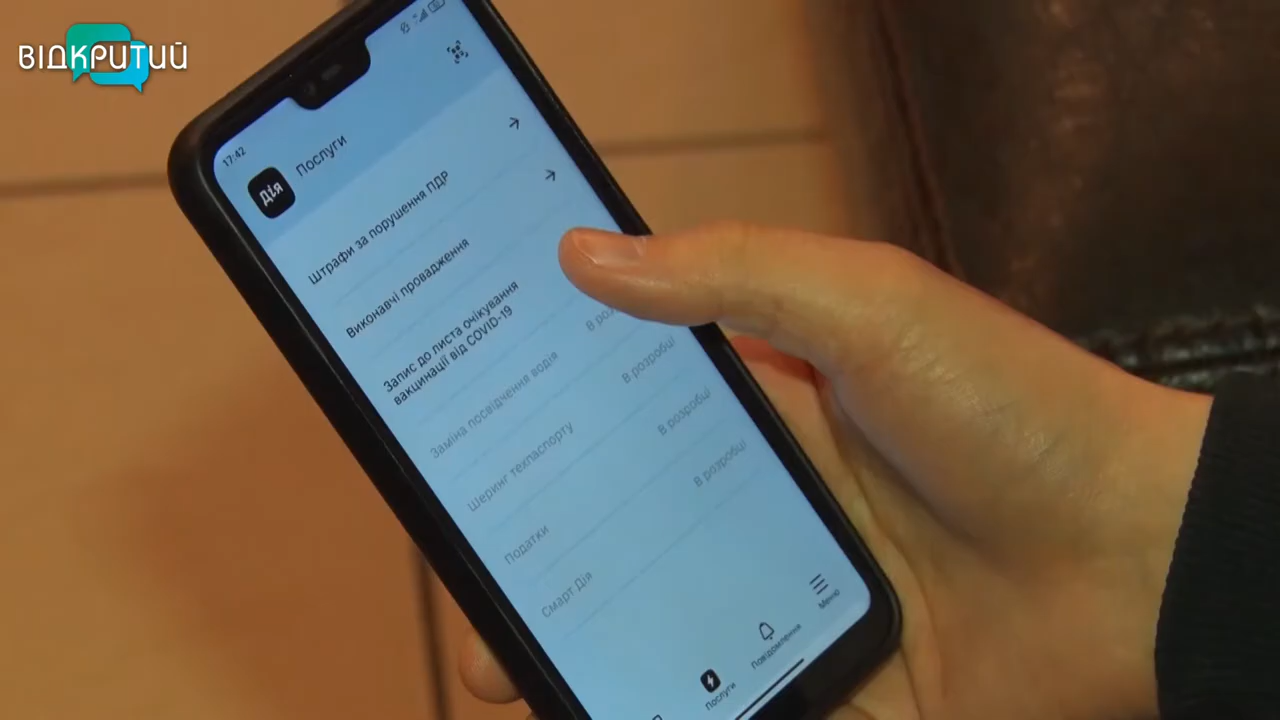 ВІДКРИТИЙ
17:42
Дія
Послуги
Штрафи за порушення ПДР
Виконавчі провадження
Запис до листа очікування
вакцинації від COVID-19
Заміна посвідчення водія
В роз
Шеринг техпаспорту
В розробці
Податки
В розробці
Смарт Дія
В розробці
Послуги
Повідомлення
Меню